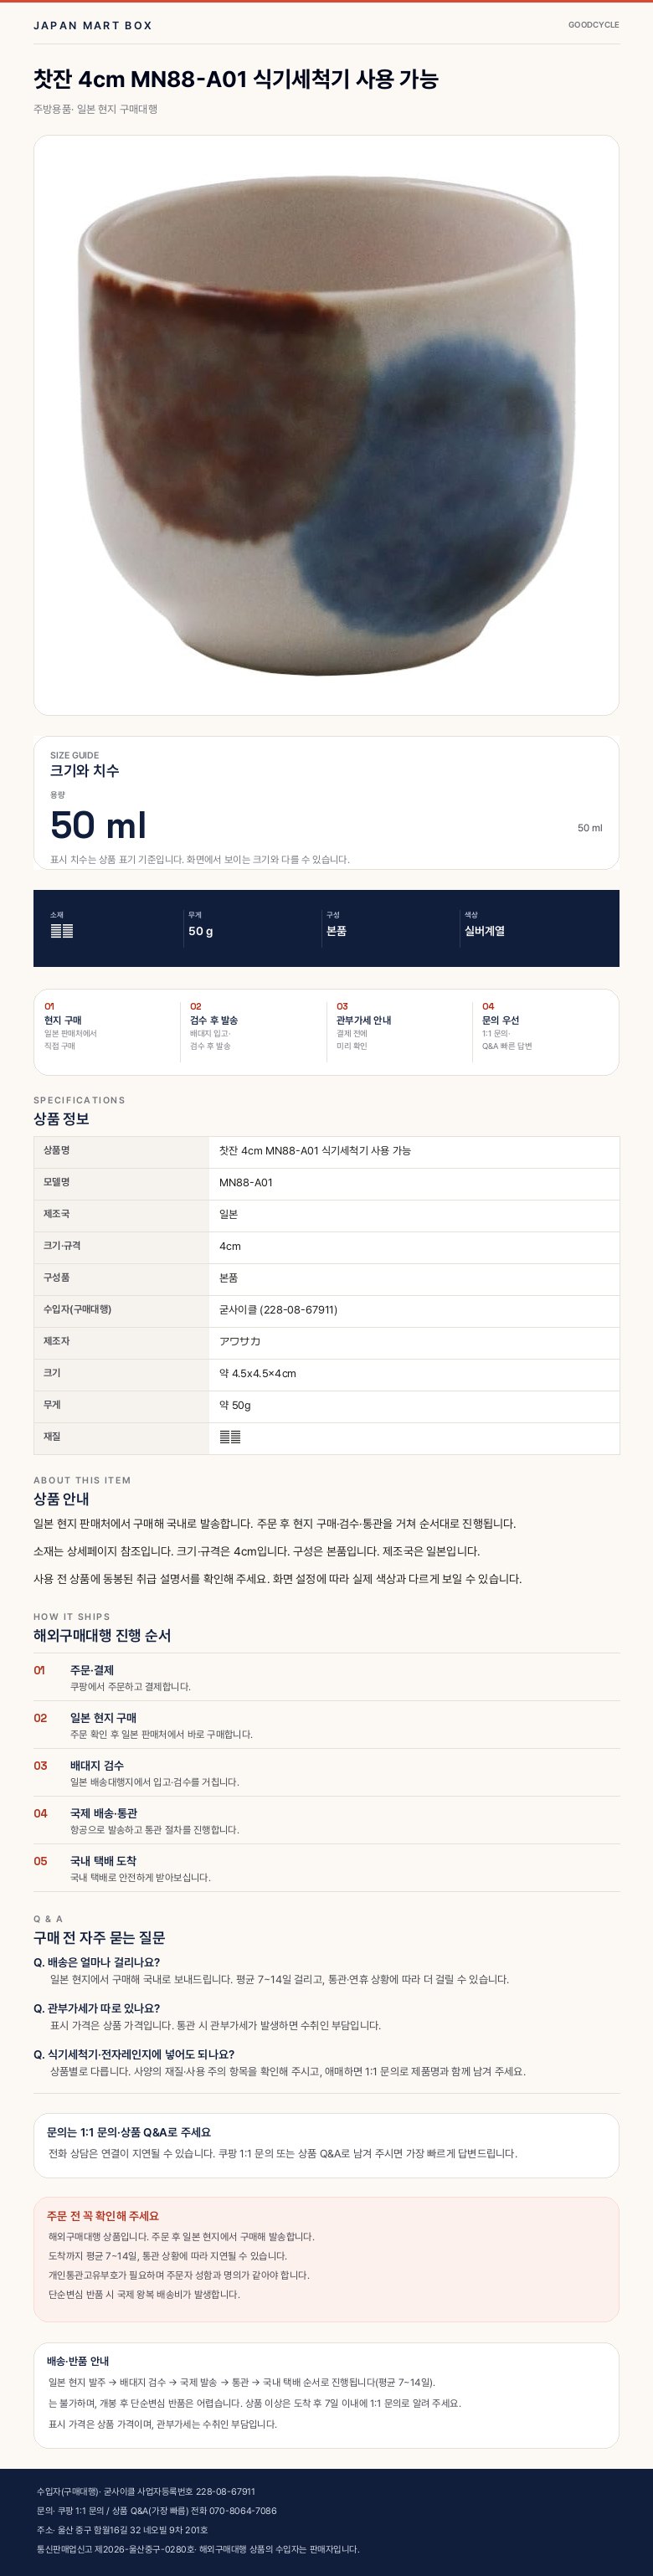 JAPAN MART BOX
GOODCYCLE
찻잔 4cm MN88-A01 식기세척기 사용 가능
주방용품· 일본 현지 구매대행
SIZE GUIDE
크기와 치수
용량
50 ml
50 ml
표시 치수는 상품 표기 기준입니다. 화면에서 보이는 크기와 다를 수 있습니다.
소재
무게
50 g
구성
본품
색상
실버계열
01
현지 구매
일본 판매처에서
직접 구매
02
검수 후 발송
배대지 입고·
검수 후 발송
03
관부가세 안내
결제 전에
미리 확인
04
문의 우선
1:1 문의·
Q&A 빠른 답변
SPECIFICATIONS
상품 정보
상품명 찻잔 4cm MN88-A01 식기세척기 사용 가능
모델명 MN88-A01
제조국 일본
크기·규격 4cm
구성품 본품
수입자(구매대행) 굳사이클 (228-08-67911)
제조자 アワサカ
크기 약 4.5x4.5×4cm
무게 약 50g
재질
ABOUT THIS ITEM
상품 안내
일본 현지 판매처에서 구매해 국내로 발송합니다. 주문 후 현지 구매·검수·통관을 거쳐 순서대로 진행됩니다.
소재는 상세페이지 참조입니다. 크기·규격은 4cm입니다. 구성은 본품입니다. 제조국은 일본입니다.
사용 전 상품에 동봉된 취급 설명서를 확인해 주세요. 화면 설정에 따라 실제 색상과 다르게 보일 수 있습니다.
HOW IT SHIPS
해외구매대행 진행 순서
01 주문·결제
쿠팡에서 주문하고 결제합니다.
02 일본 현지 구매
주문 확인 후 일본 판매처에서 바로 구매합니다.
03 배대지 검수
일본 배송대행지에서 입고·검수를 거칩니다.
04 국제 배송·통관
항공으로 발송하고 통관 절차를 진행합니다.
05 국내 택배 도착
국내 택배로 안전하게 받아보십니다.
Q & A
구매 전 자주 묻는 질문
Q. 배송은 얼마나 걸리나요?
일본 현지에서 구매해 국내로 보내드립니다. 평균 7~14일 걸리고, 통관·연휴 상황에 따라 더 걸릴 수 있습니다.
Q. 관부가세가 따로 있나요?
표시 가격은 상품 가격입니다. 통관 시 관부가세가 발생하면 수취인 부담입니다.
Q. 식기세척기·전자레인지에 넣어도 되나요?
상품별로 다릅니다. 사양의 재질·사용 주의 항목을 확인해 주시고, 애매하면 1:1 문의로 제품명과 함께 남겨 주세요.
문의는 1:1 문의·상품 Q&A로 주세요
전화 상담은 연결이 지연될 수 있습니다. 쿠팡 1:1 문의 또는 상품 Q&A로 남겨 주시면 가장 빠르게 답변드립니다.
주문 전 꼭 확인해 주세요
해외구매대행 상품입니다. 주문 후 일본 현지에서 구매해 발송합니다.
도착까지 평균 7~14일, 통관 상황에 따라 지연될 수 있습니다.
개인통관고유부호가 필요하며 주문자 성함과 명의가 같아야 합니다.
단순변심 반품 시 국제 왕복 배송비가 발생합니다.
배송·반품 안내
일본 현지 발주 → 배대지 검수 → 국제 발송 → 통관 → 국내 택배 순서로 진행됩니다(평균 7~14일).
는 불가하며, 개봉 후 단순변심 반품은 어렵습니다. 상품 이상은 도착 후 7일 이내에 1:1 문의로 알려 주세요.
표시 가격은 상품 가격이며, 관부가세는 수취인 부담입니다.
수입자(구매대행)· 굳사이클 사업자등록번호 228-08-67911
문의· 쿠팡 1:1 문의 / 상품 Q&A(가장 빠름) 전화 070-8064-7086
주소· 울산 중구 함월16길 32 네오빌 9차 201호
통신판매업신고 제2026-울산중구-0280호· 해외구매대행 상품의 수입자는 판매자입니다.